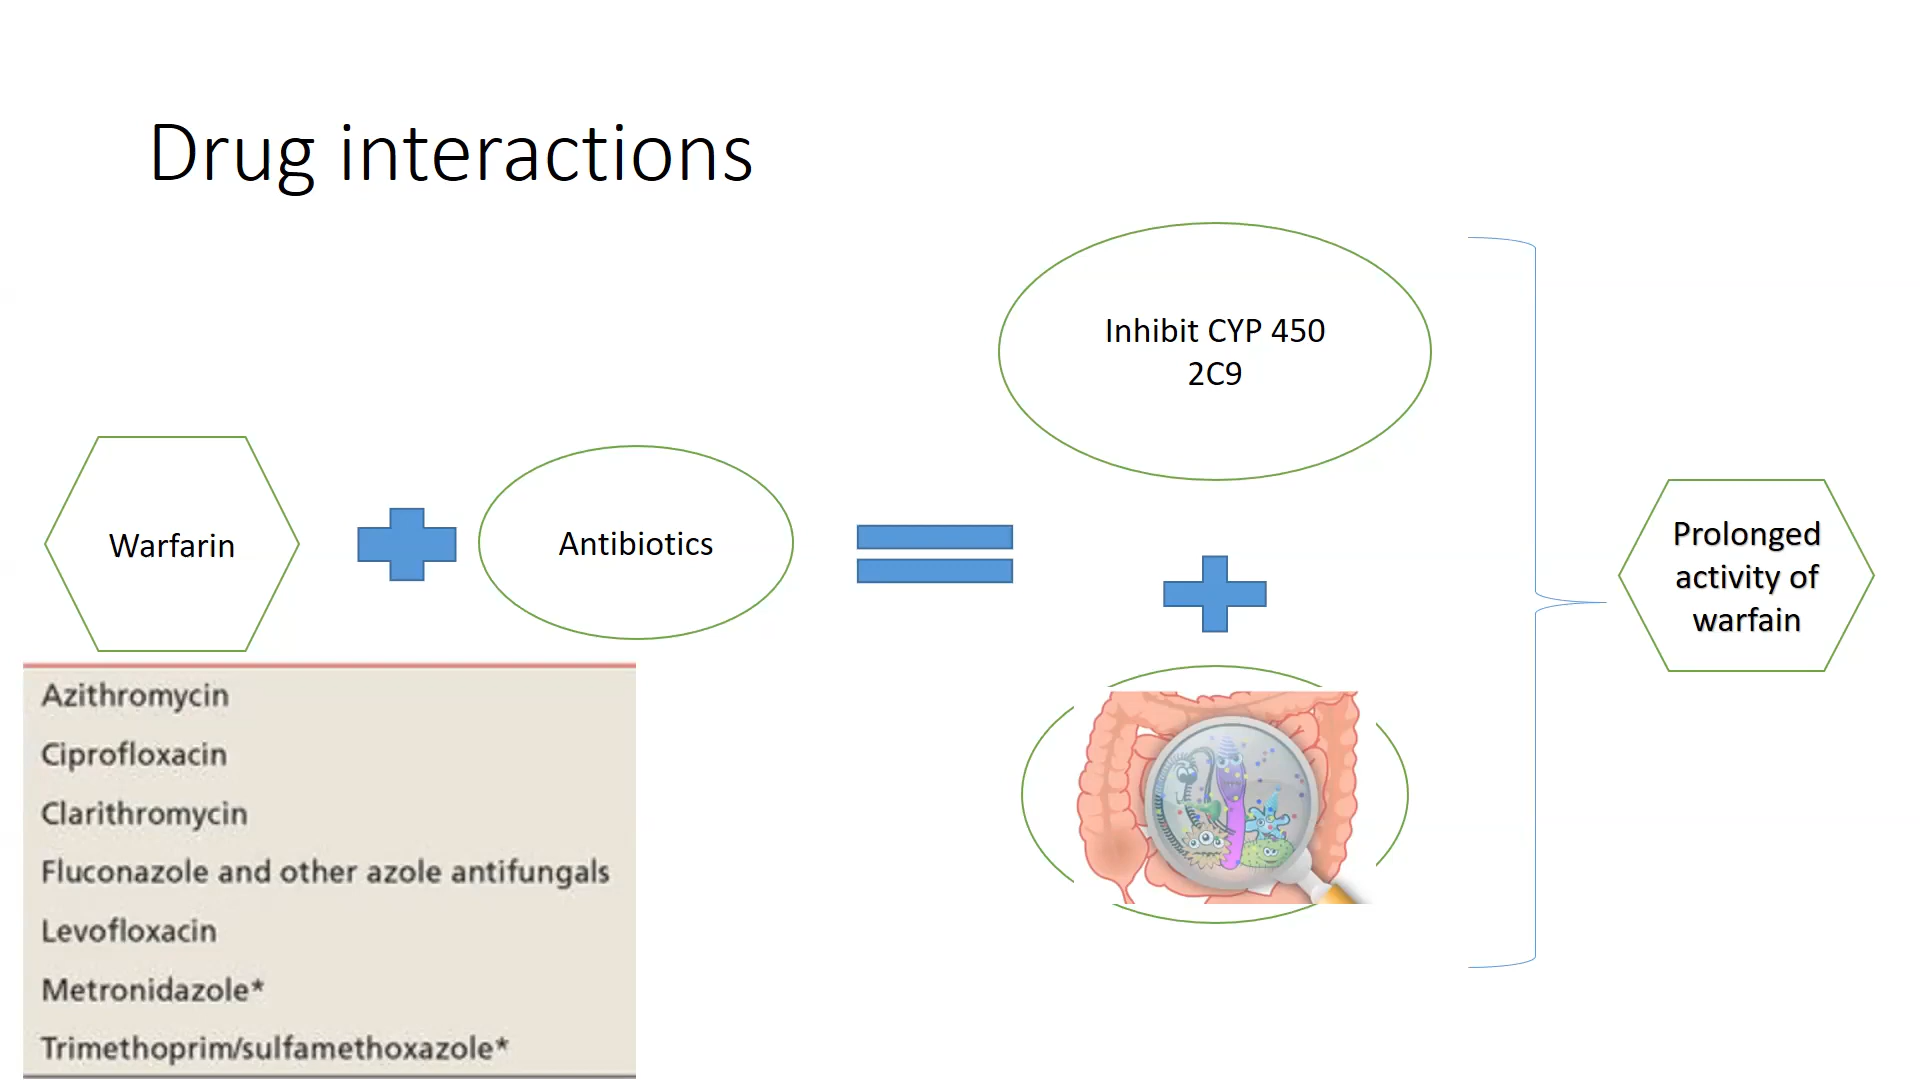 Drug interactions
Warfarin
Antibiotics
Inhibit CYP 450
2C9
Prolonged
activity of
warfain
Azithromycin
Ciprofloxacin
Clarithromycin
Fluconazole and other azole antifungals
Levofloxacin
Metronidazole*
Trimethoprim/sulfamethoxazole*